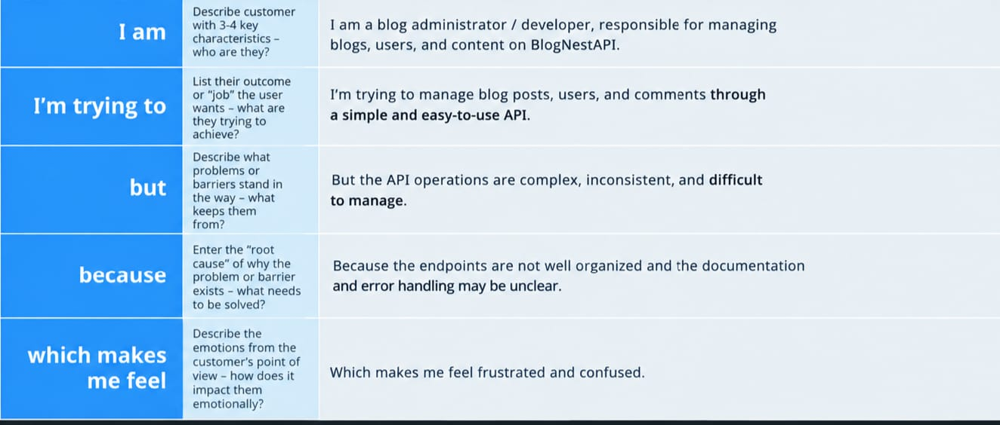 I am
Describe customer
with 3-4 key
characteristics –
who are they?
I am a blog administrator / developer, responsible for managing
blogs, users, and content on BlogNestAPI.
I’m trying to
List their outcome
or “job” the user
wants – what are
they trying to
achieve?
I’m trying to manage blog posts, users, and comments through
a simple and easy-to-use API.
but
Describe what
problems or
barriers stand in
the way – what
keeps them
from?
But the API operations are complex, inconsistent, and difficult
to manage.
because
Enter the “root
cause” of why the
problem or barrier
exists – what needs
to be solved?
Because the endpoints are not well organized and the documentation
and error handling may be unclear.
which makes
me feel
Describe the
emotions from the
customer’s point of
view – how does it
impact them
emotionally?
Which makes me feel frustrated and confused.